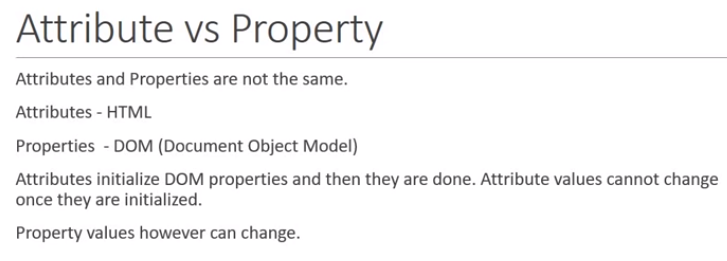 Attribute vs Property
Attributes and Properties are not the same.
Attributes - HTML
Properties  - DOM (Document Object Model)
Attributes initialize DOM properties and then they are done. Attribute values cannot change
once they are initialized.
Property values however can change.